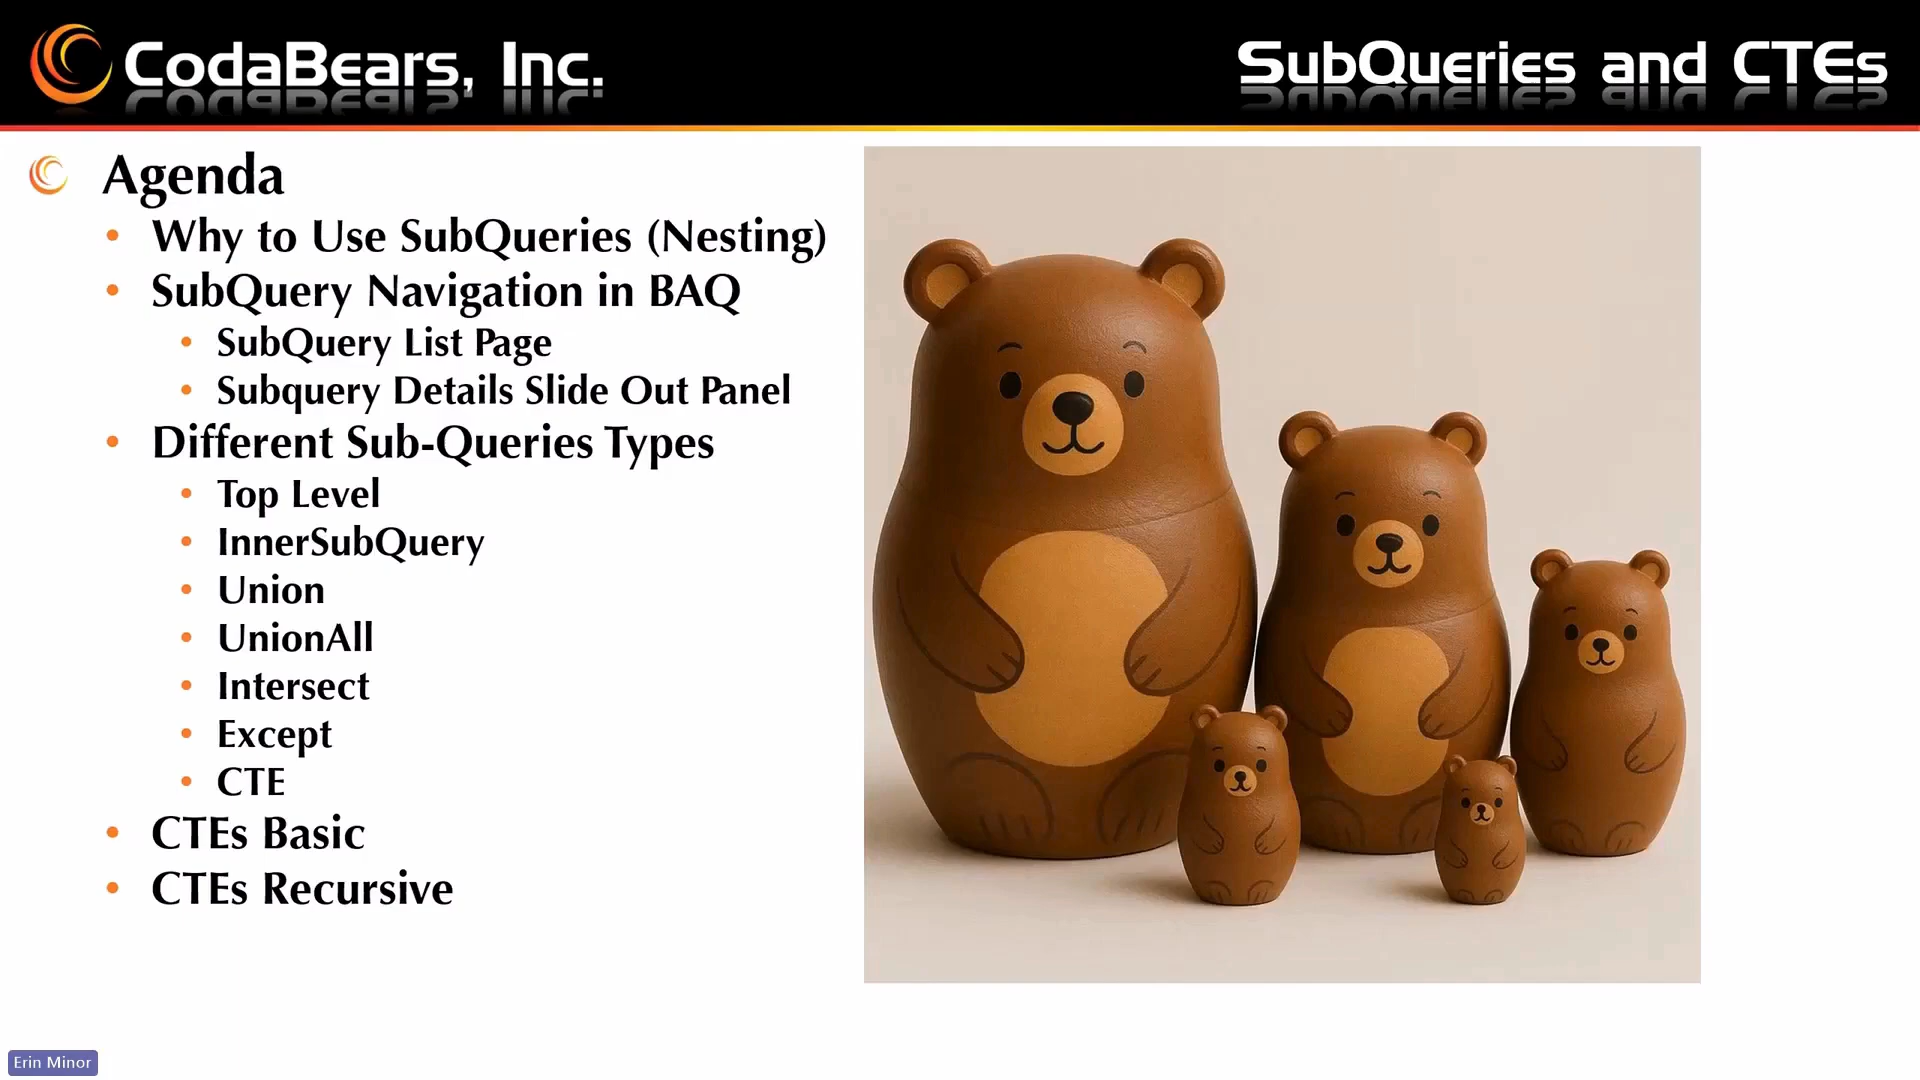 CodaBears, Inc.
SubQueries and CTEs
Agenda
• Why to Use SubQueries (Nesting)
• SubQuery Navigation in BAQ
• SubQuery List Page
• Subquery Details Slide Out Panel
• Different Sub-Queries Types
• Top Level
• InnerSubQuery
• Union
• UnionAll
• Intersect
• Except
• CTE
• CTEs Basic
• CTEs Recursive
Erin Minor